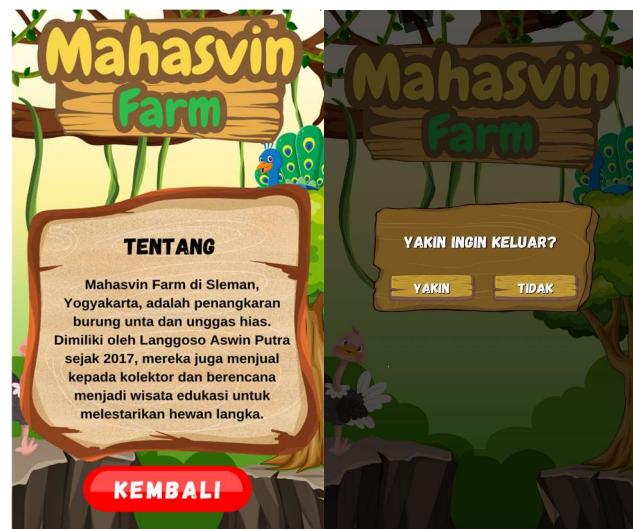 Mahasvin
Farm
TENTANG
Mahasvin Farm di Sleman,
Yogyakarta, adalah penangkaran
burung unta dan unggas hias.
Dimiliki oleh Langgoso Aswin Putra
sejak 2017, mereka juga menjual
kepada kolektor dan berencana
menjadi wisata edukasi untuk
melestarikan hewan langka.
KEMBALI
Mahasvin
Farm
YAKIN INGIN KELUAR?
YAKIN
TIDAK